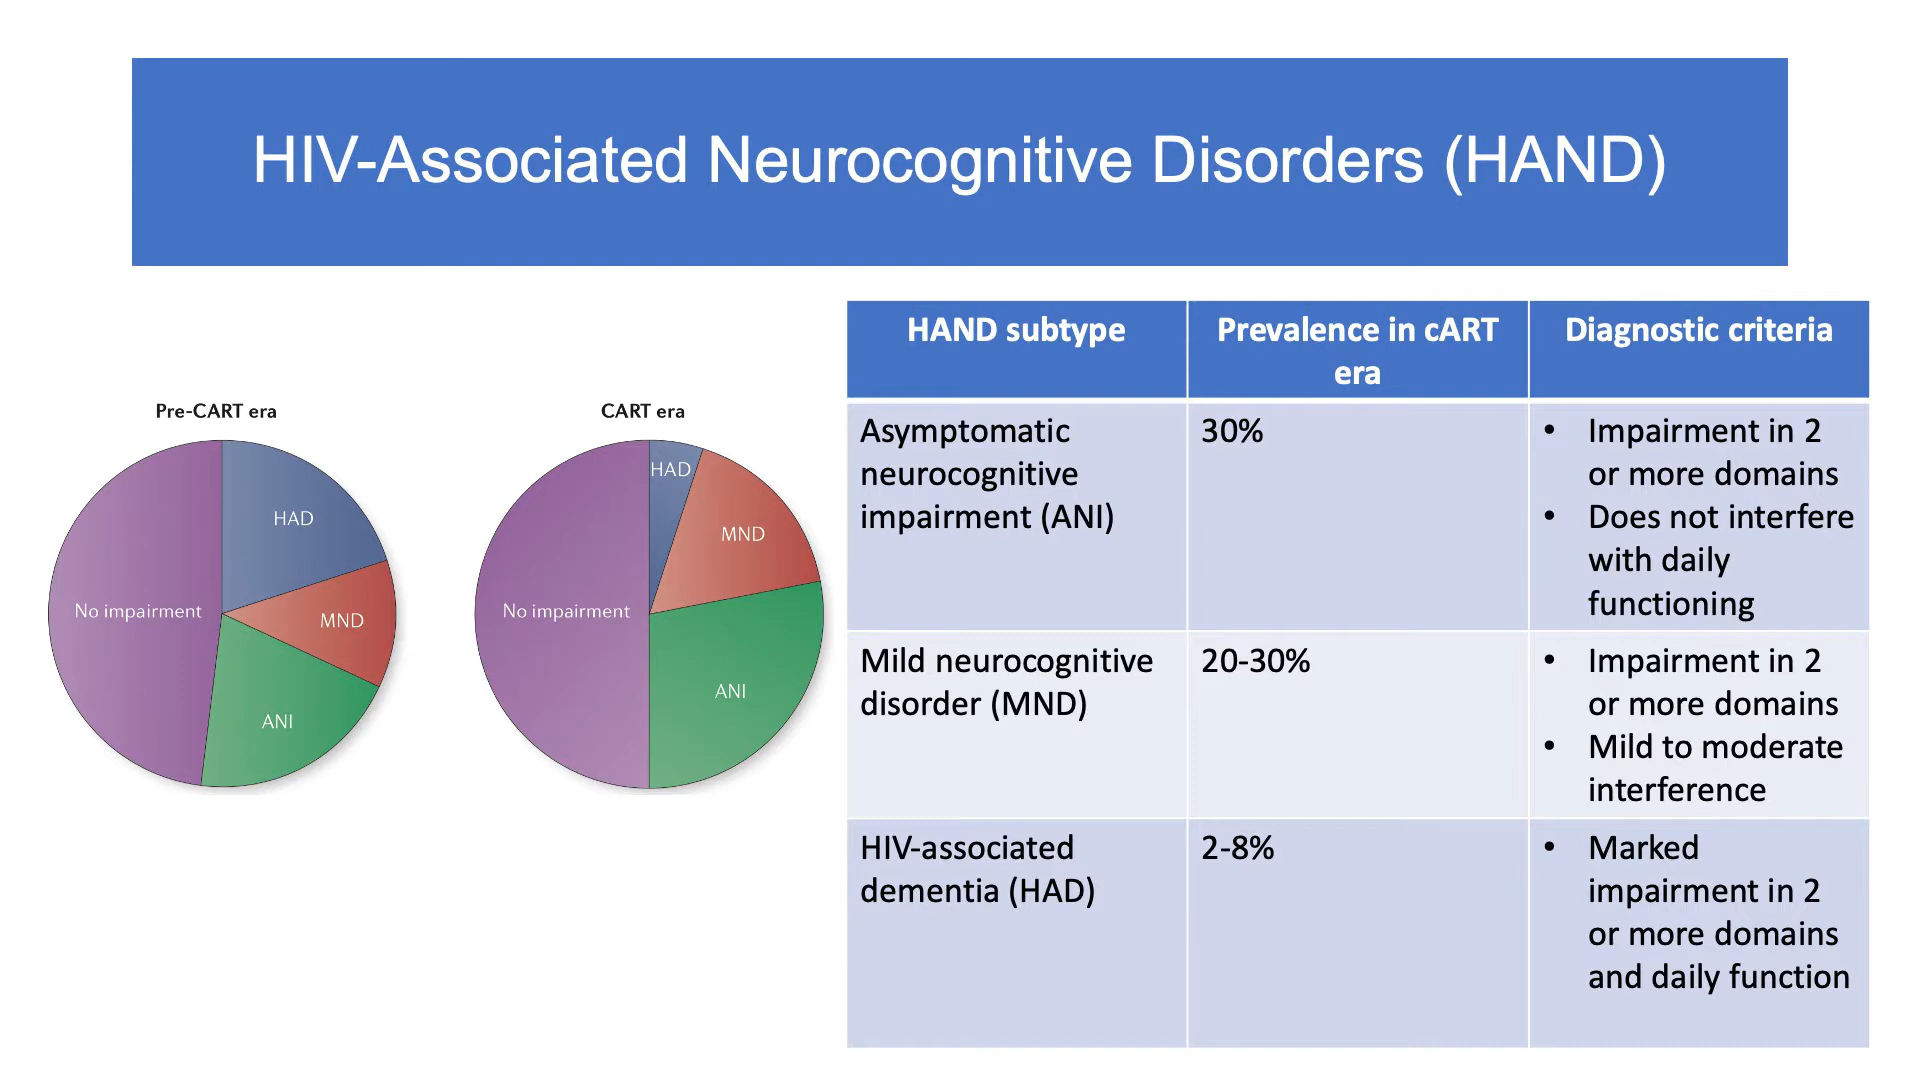 HIV-Associated Neurocognitive Disorders (HAND)
Pre-CART era
HAD
No impairment
MND
ANI
CART era
HAD
MND
No impairment
ANI
HAND subtype
Prevalence in cART
era
Diagnostic criteria
Asymptomatic
neurocognitive
impairment (ANI)
30%
• Impairment in 2
or more domains
• Does not interfere
with daily
functioning
Mild neurocognitive
disorder (MND)
20-30%
• Impairment in 2
or more domains
• Mild to moderate
interference
HIV-associated
dementia (HAD)
2-8%
• Marked
impairment in 2
or more domains
and daily function